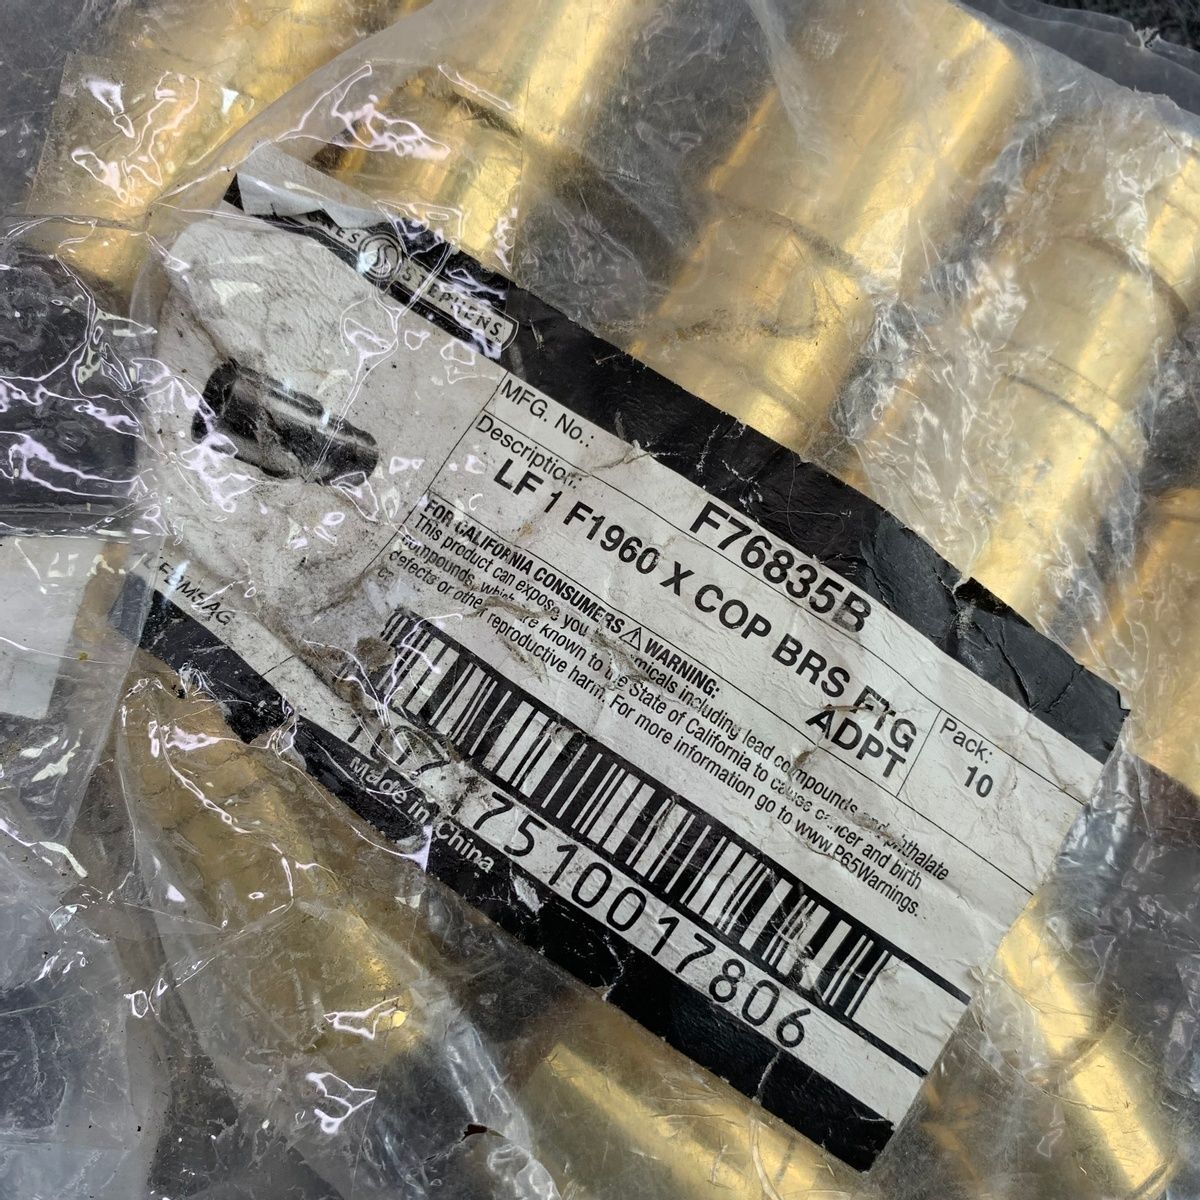 STEPHENS
MFG. No.:
F76835B
Description:
LF 1 F1960 X COP BRS FTG
ADPT
Pack:
10
FOR CALIFORNIA CONSUMERS ⚠ WARNING:
This product can expose you including lead compounds and phthalate
compounds, which are known to the State of California to cause cancer and birth
defects or other reproductive harm. For more information go to www.P65Warnings.
7510017806
Made in China